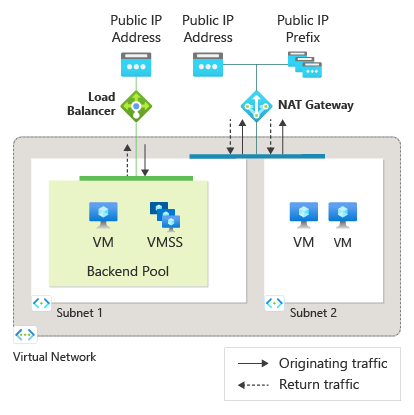 Public IP
Address
Public IP
Address
Public IP
Prefix
Load
Balancer
NAT Gateway
VM
VMSS
Backend Pool
VM
VM
Subnet 1
Subnet 2
Virtual Network
Originating traffic
Return traffic